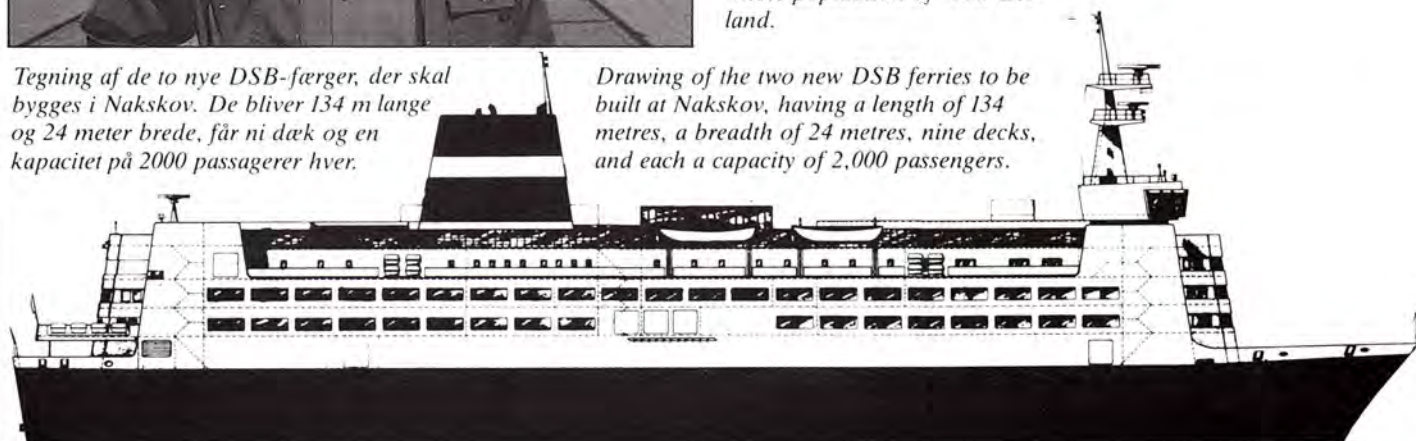 land.
Tegning af de to nye DSB-færger, der skal
bygges i Nakskov. De bliver 134 m lange
og 24 meter brede, får ni dæk og en
kapacitet på 2000 passagerer hver.
Drawing of the two new DSB ferries to be
built at Nakskov, having a length of 134
metres, a breadth of 24 metres, nine decks,
and each a capacity of 2,000 passengers.